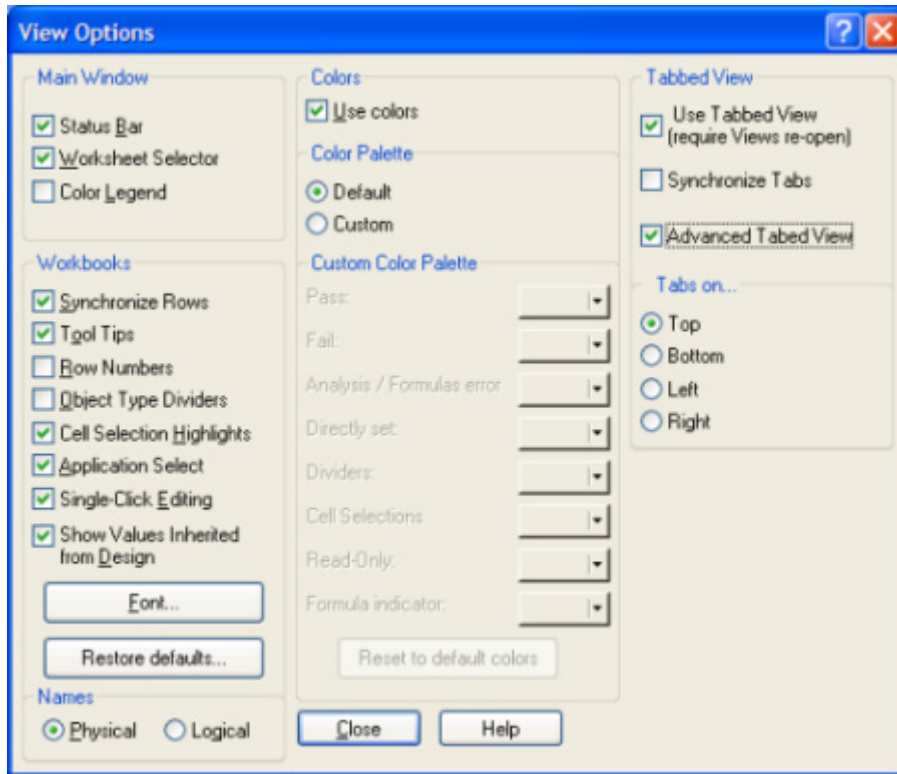 View Options
Main Window
Status Bar
Worksheet Selector
Color Legend
Workbooks
Synchronize Rows
Tool Tips
Row Numbers
Object Type Dividers
Cell Selection Highlights
Application Select
Single-Click Editing
Show Values Inherited
from Design
Font...
Restore defaults...
Names
Physical
Logical
Colors
Use colors
Color Palette
Default
Custom
Custom Color Palette
Pass:
Fail:
Analysis / Formulas error
Directly set:
Dividers:
Cell Selections
Read-Only:
Formula indicator:
Reset to default colors
Close
Help
Tabbed View
Use Tabbed View
(require Views re-open)
Synchronize Tabs
Advanced Tabed View
Tabs on...
Top
Bottom
Left
Right